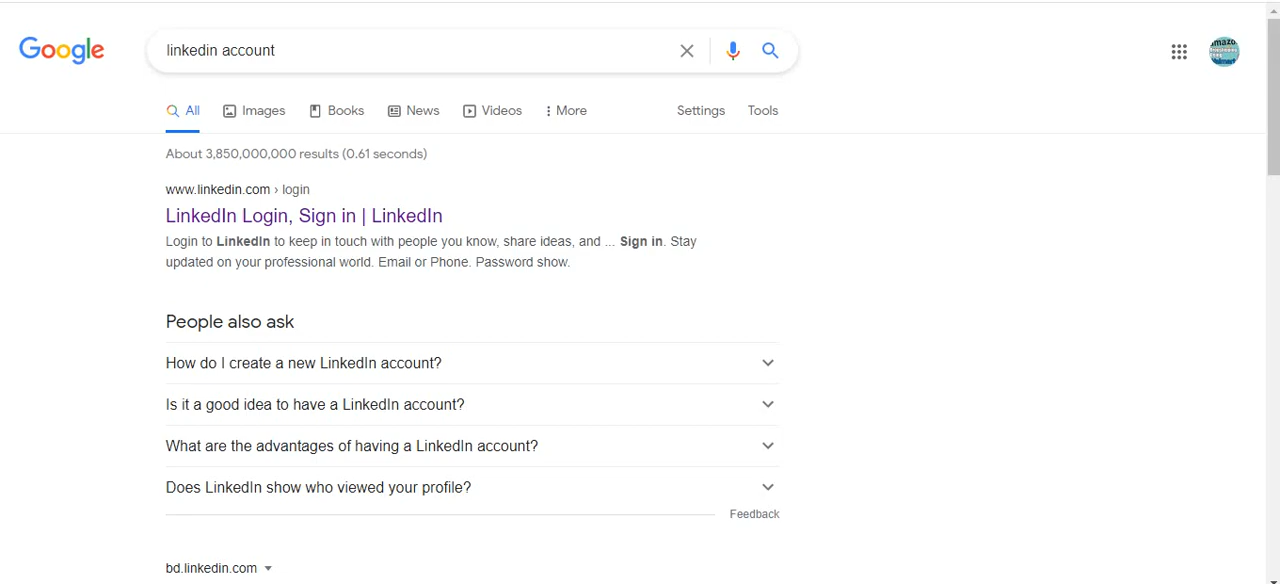 Google
linkedin account
All Images Books News Videos More Settings Tools
About 3,850,000,000 results (0.61 seconds)
www.linkedin.com › login
LinkedIn Login, Sign in | LinkedIn
Login to LinkedIn to keep in touch with people you know, share ideas, and ... Sign in. Stay
updated on your professional world. Email or Phone. Password show.
People also ask
How do I create a new LinkedIn account?
Is it a good idea to have a LinkedIn account?
What are the advantages of having a LinkedIn account?
Does LinkedIn show who viewed your profile?
Feedback
bd.linkedin.com